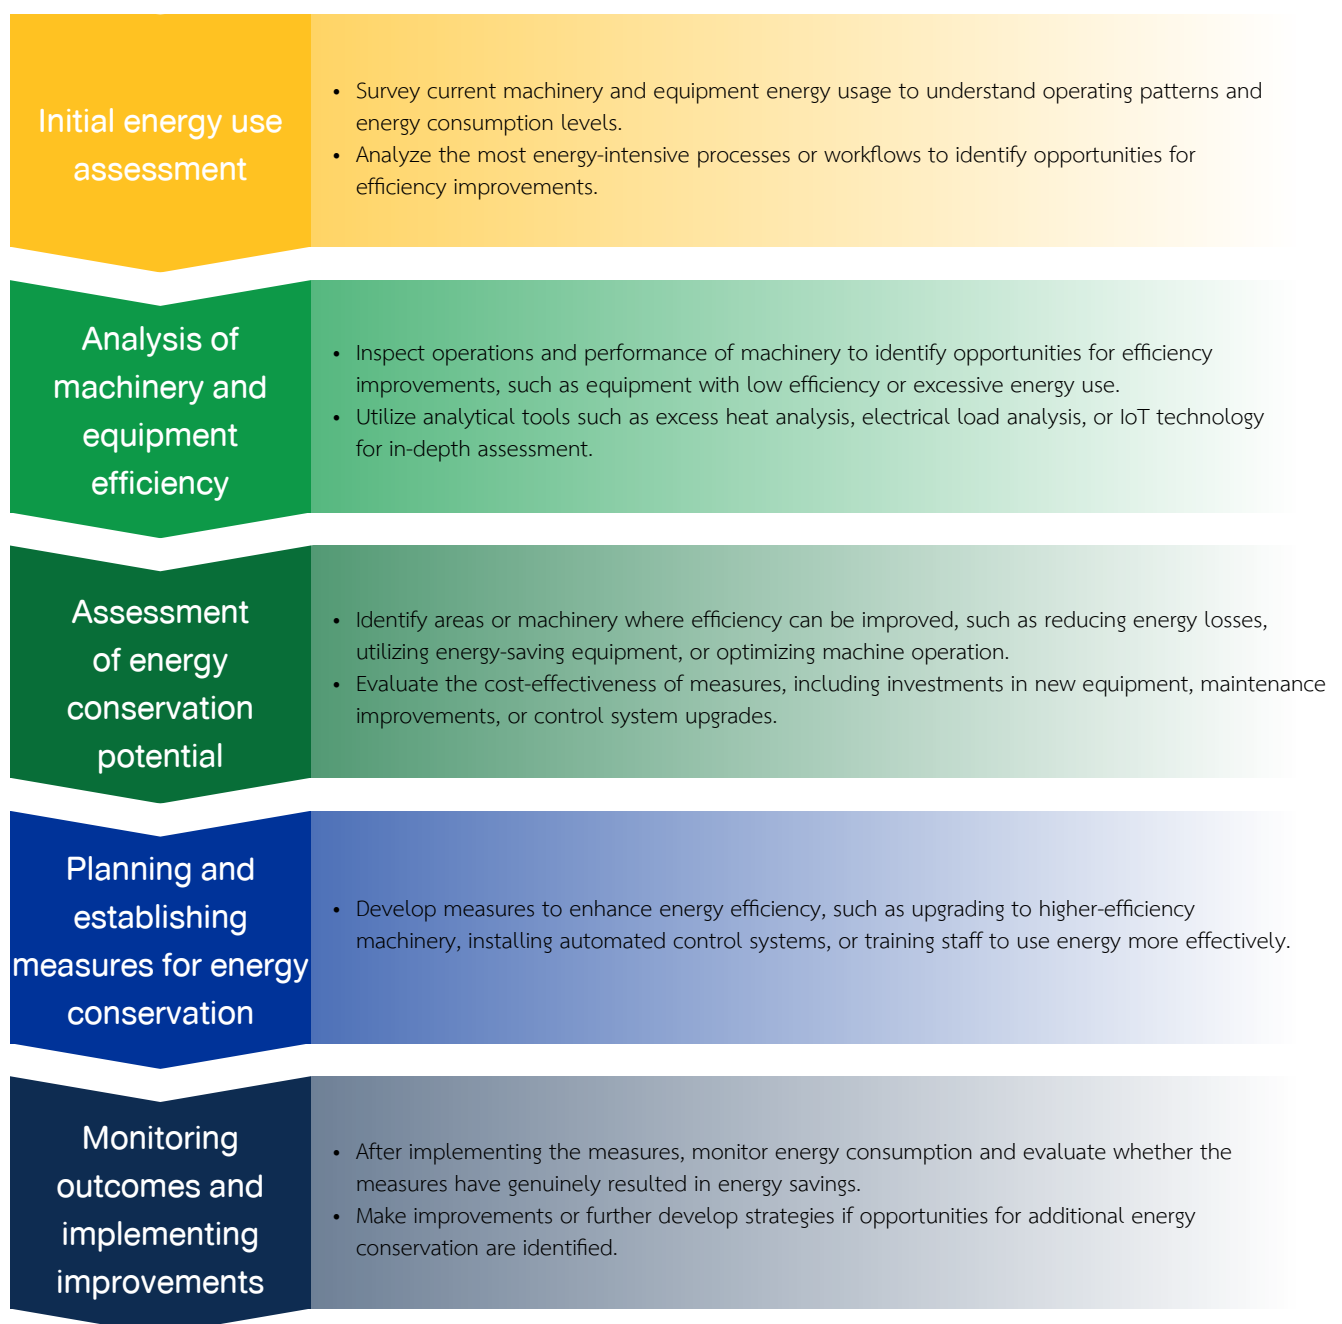 Initial energy use
assessment
• Survey current machinery and equipment energy usage to understand operating patterns and
energy consumption levels.
• Analyze the most energy-intensive processes or workflows to identify opportunities for
efficiency improvements.
Analysis of
machinery and
equipment
efficiency
• Inspect operations and performance of machinery to identify opportunities for efficiency
improvements, such as equipment with low efficiency or excessive energy use.
• Utilize analytical tools such as excess heat analysis, electrical load analysis, or IoT technology
for in-depth assessment.
Assessment
of energy
conservation
potential
• Identify areas or machinery where efficiency can be improved, such as reducing energy losses,
utilizing energy-saving equipment, or optimizing machine operation.
• Evaluate the cost-effectiveness of measures, including investments in new equipment, maintenance
improvements, or control system upgrades.
Planning and
establishing
measures for energy
conservation
• Develop measures to enhance energy efficiency, such as upgrading to higher-efficiency
machinery, installing automated control systems, or training staff to use energy more effectively.
Monitoring
outcomes and
implementing
improvements
• After implementing the measures, monitor energy consumption and evaluate whether the
measures have genuinely resulted in energy savings.
• Make improvements or further develop strategies if opportunities for additional energy
conservation are identified.